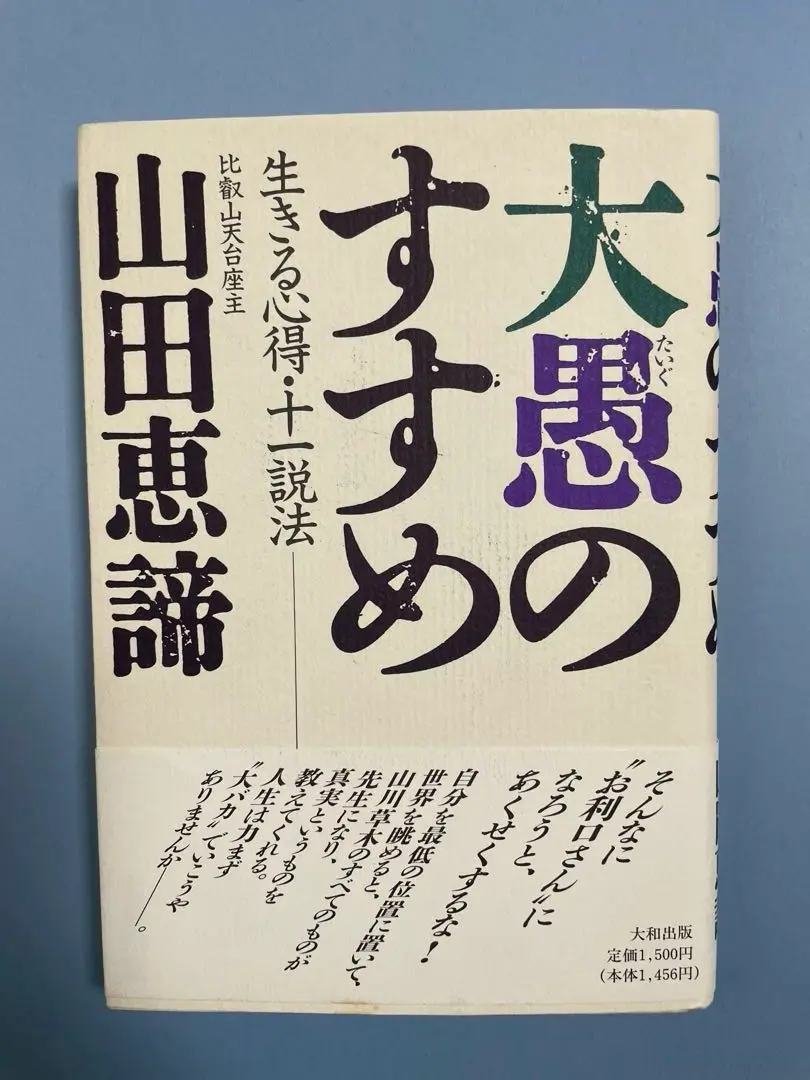 大愚の
たいぐ
すすめ
生きる心得・十一説法
比叡山天台座主
山田恵諦
そんなに
〝お利口さん〟に
なろうと、
あくせくするな！
自分を最低の位置に置いて、
世界を眺めると、
山川草木のすべてのものが
先生になり、
真実というものを
教えてくれる。
人生は力まず
〝大バカ〟でいこうや
ありませんか——。
大和出版
定価1,500円
（本体1,456円）